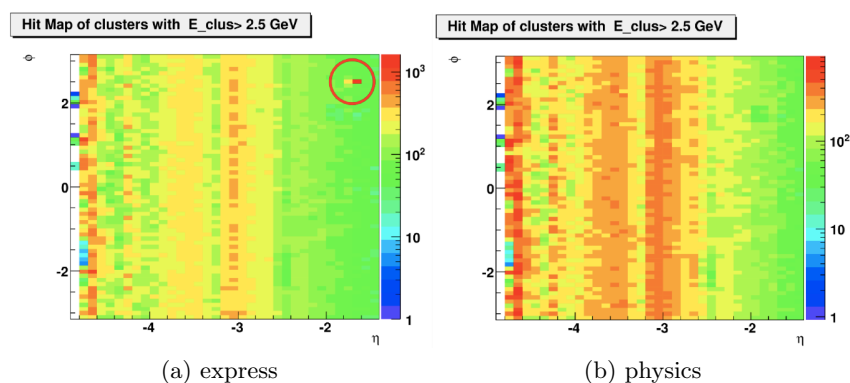 Hit Map of clusters with E_clus> 2.5 GeV
φ
2
0
-2
-4 -3 -2
η
10³
10²
10
1
(a) express
Hit Map of clusters with E_clus> 2.5 GeV
φ
2
0
-2
-4 -3 -2
η
10²
10
1
(b) physics